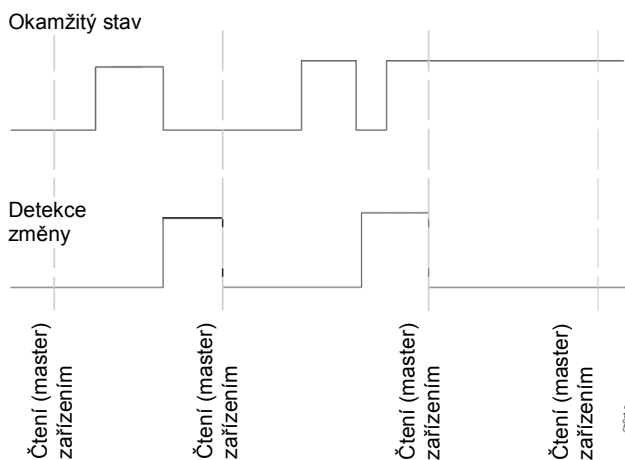 Okamžitý stav
Detekce
změny
Čtení (master)
zařízením
Čtení (master)
zařízením
Čtení (master)
zařízením
Čtení (master)
zařízením